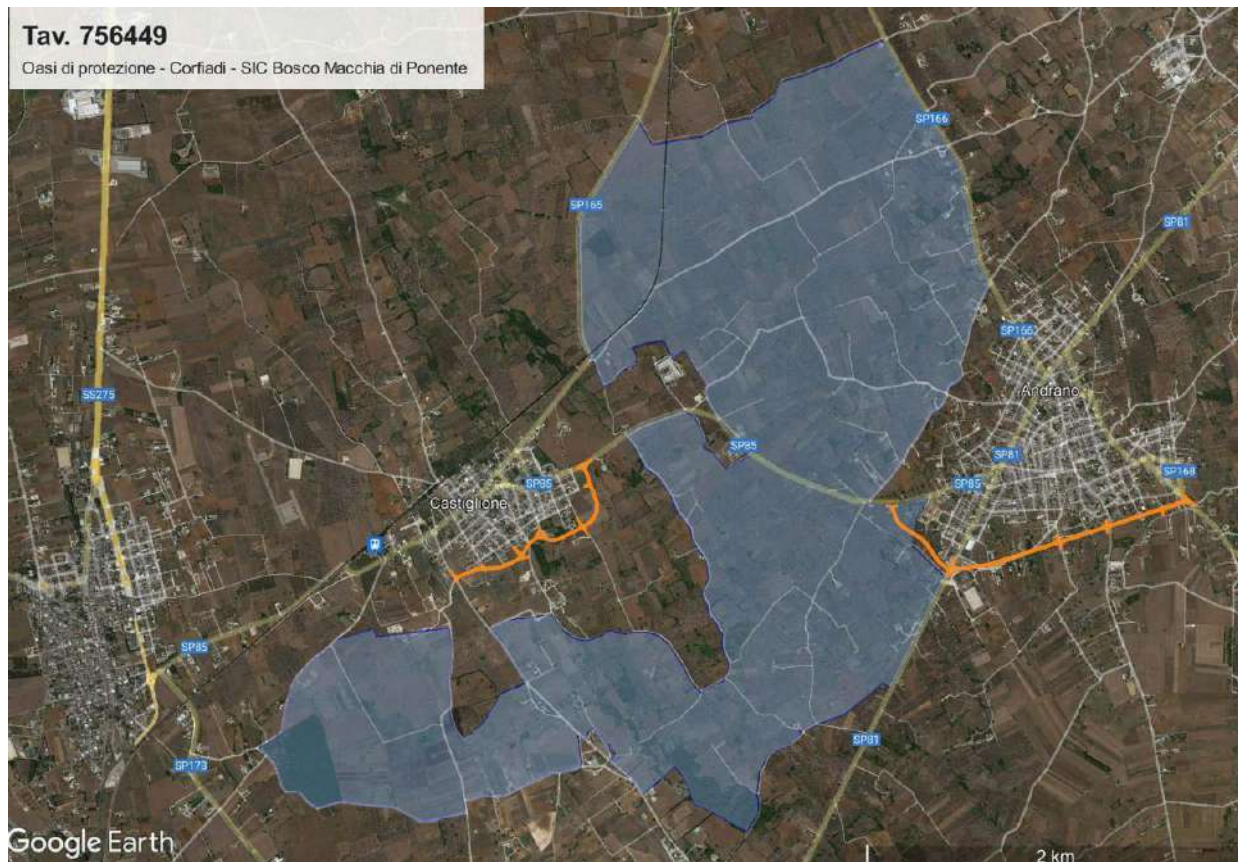 Tav. 756449
Oasi di protezione - Corfiadi - SIC Bosco Macchia di Ponente
SP166
SP165
SP81
SP166
SS275
Andrano
SP85
SP81
SP168
SP85
SP85
Castiglione
SP85
SP81
SP173
Google Earth
2 km